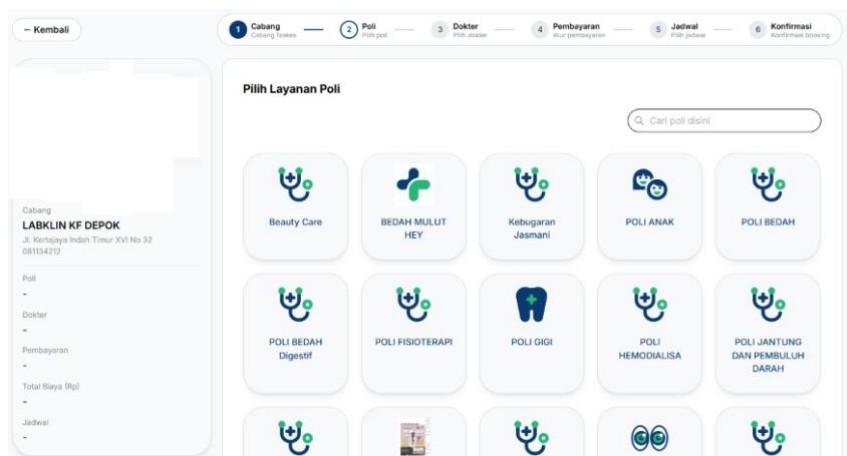 ← Kembali
1 Cabang
Cabang faskes
2 Poli
Pilih poli
3 Dokter
Pilih dokter
4 Pembayaran
Atur pembayaran
5 Jadwal
Pilih jadwal
6 Konfirmasi
Konfirmasi booking
Cabang
LABKLIN KF DEPOK
Jl. Kertajaya Indah Timur XVI No 32
081134212
Poli
-
Dokter
-
Pembayaran
-
Total Biaya (Rp)
-
Jadwal
-
Pilih Layanan Poli
Cari poli disini
Beauty Care
BEDAH MULUT
HEY
Kebugaran
Jasmani
POLI ANAK
POLI BEDAH
POLI BEDAH
Digestif
POLI FISIOTERAPI
POLI GIGI
POLI
HEMODIALISA
POLI JANTUNG
DAN PEMBULUH
DARAH